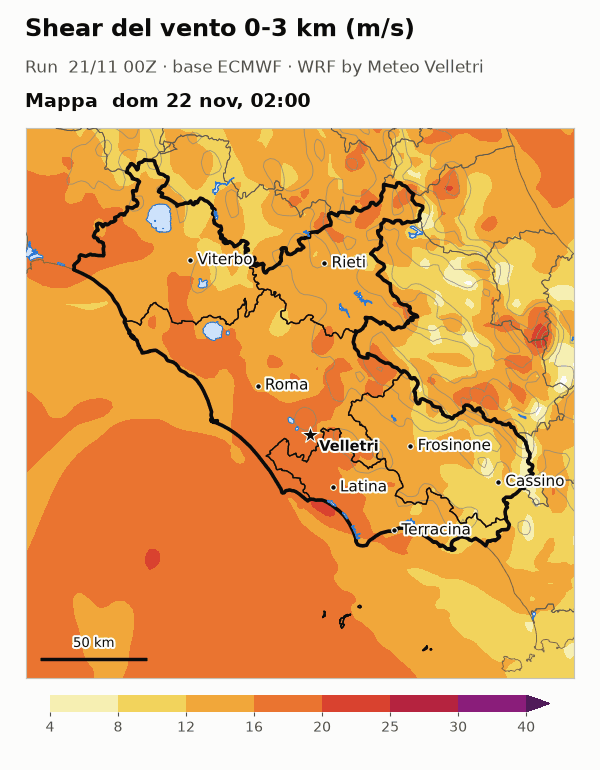 Shear del vento 0-3 km (m/s)
Run  21/11 00Z · base ECMWF · WRF by Meteo Velletri
Mappa  dom 22 nov, 02:00
Viterbo
Rieti
Roma
Velletri
Frosinone
Latina
Cassino
Terracina
50 km
4 8 12 16 20 25 30 40